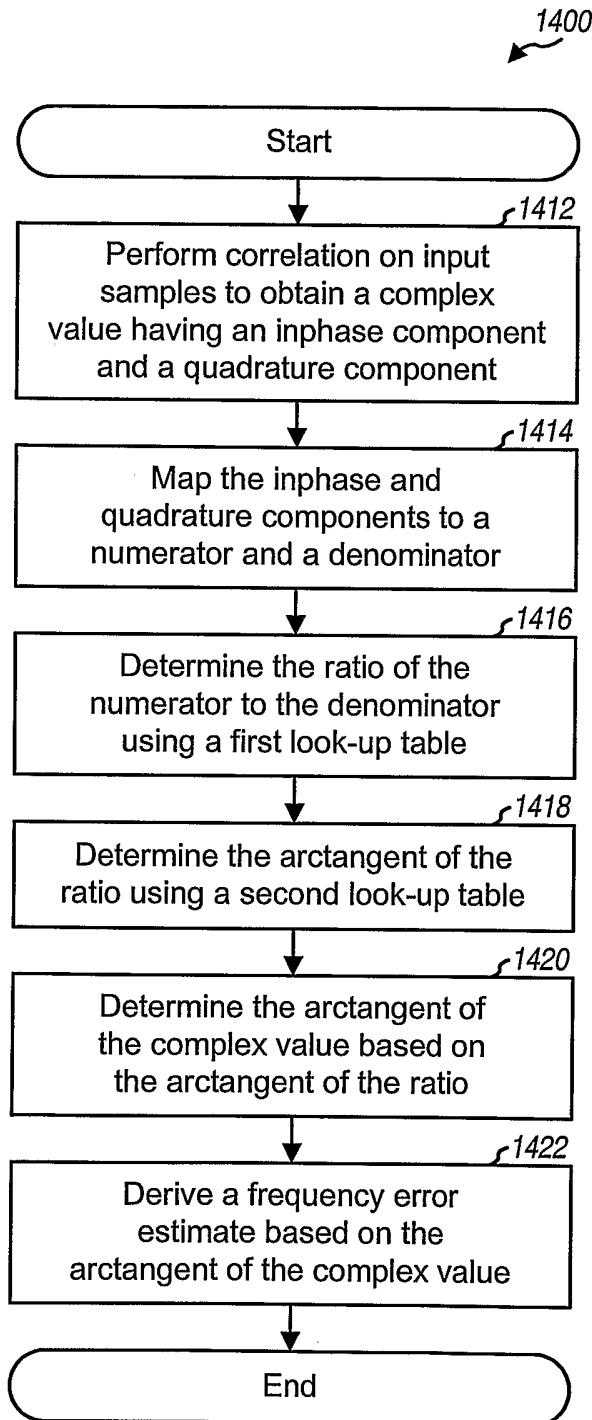 1400
Start
1412
Perform correlation on input
samples to obtain a complex
value having an inphase component
and a quadrature component
1414
Map the inphase and
quadrature components to a
numerator and a denominator
1416
Determine the ratio of the
numerator to the denominator
using a first look-up table
1418
Determine the arctangent of the
ratio using a second look-up table
1420
Determine the arctangent of
the complex value based on
the arctangent of the ratio
1422
Derive a frequency error
estimate based on the
arctangent of the complex value
End